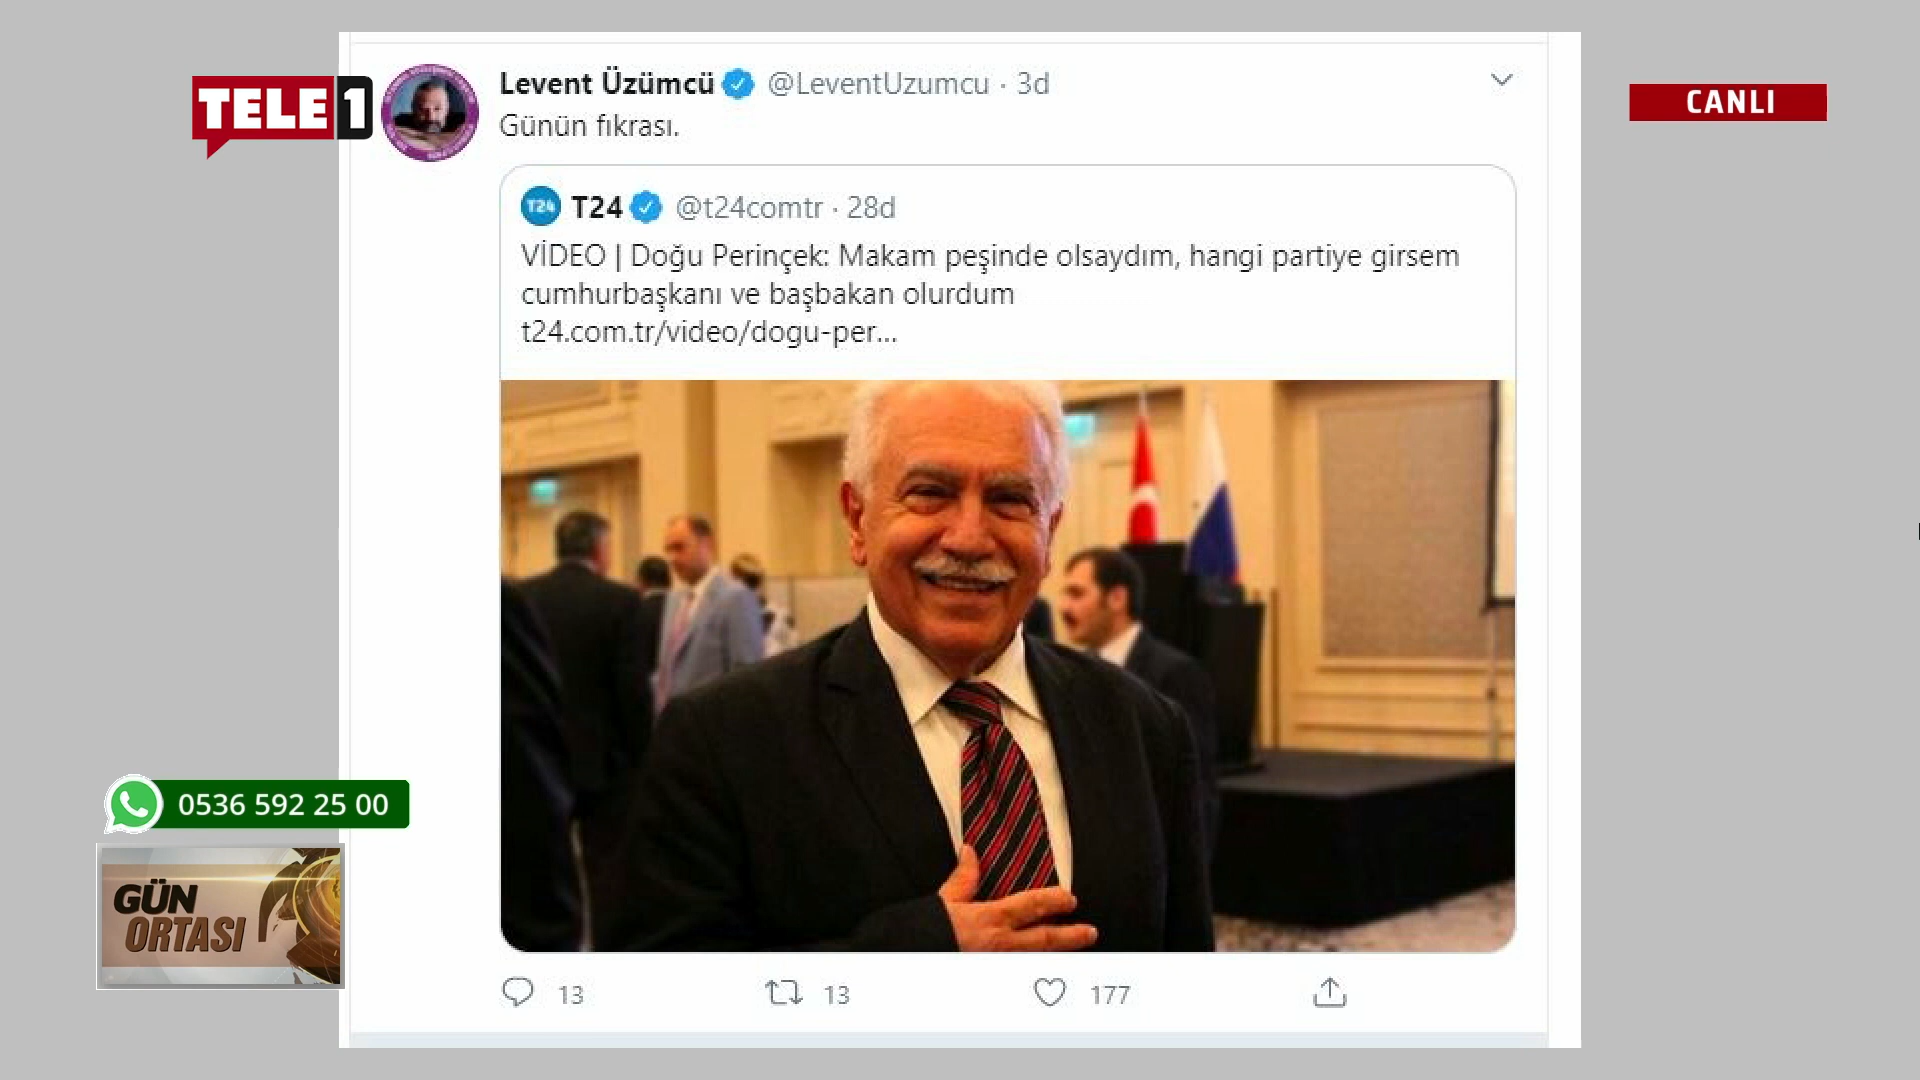 TELE1
CANLI
Levent Üzümcü @LeventUzumcu · 3d
Günün fıkrası.
T24 T24 @t24comtr · 28d
VİDEO | Doğu Perinçek: Makam peşinde olsaydım, hangi partiye girsem
cumhurbaşkanı ve başbakan olurdum
t24.com.tr/video/dogu-per...
0536 592 25 00
GÜN
ORTASI
13 13 177